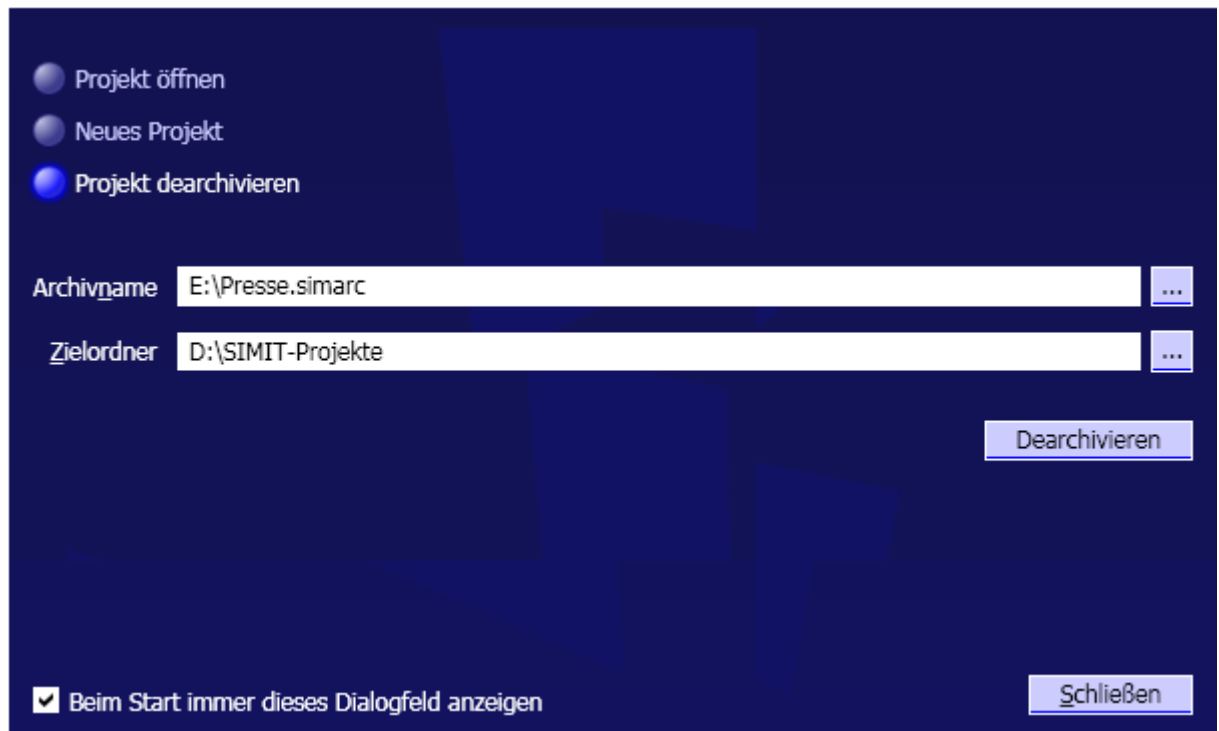 Projekt öffnen
Neues Projekt
Projekt dearchivieren
Archivname E:\Presse.simarc ...
Zielordner D:\SIMIT-Projekte ...
Dearchivieren
Beim Start immer dieses Dialogfeld anzeigen
Schließen